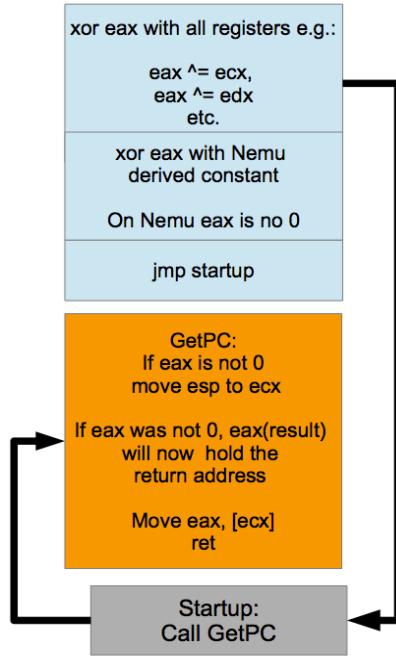 xor eax with all registers e.g.:
eax ^= ecx,
eax ^= edx
etc.
xor eax with Nemu
derived constant
On Nemu eax is no 0
jmp startup
GetPC:
If eax is not 0
move esp to ecx
If eax was not 0, eax(result)
will now hold the
return address
Move eax, [ecx]
ret
Startup:
Call GetPC